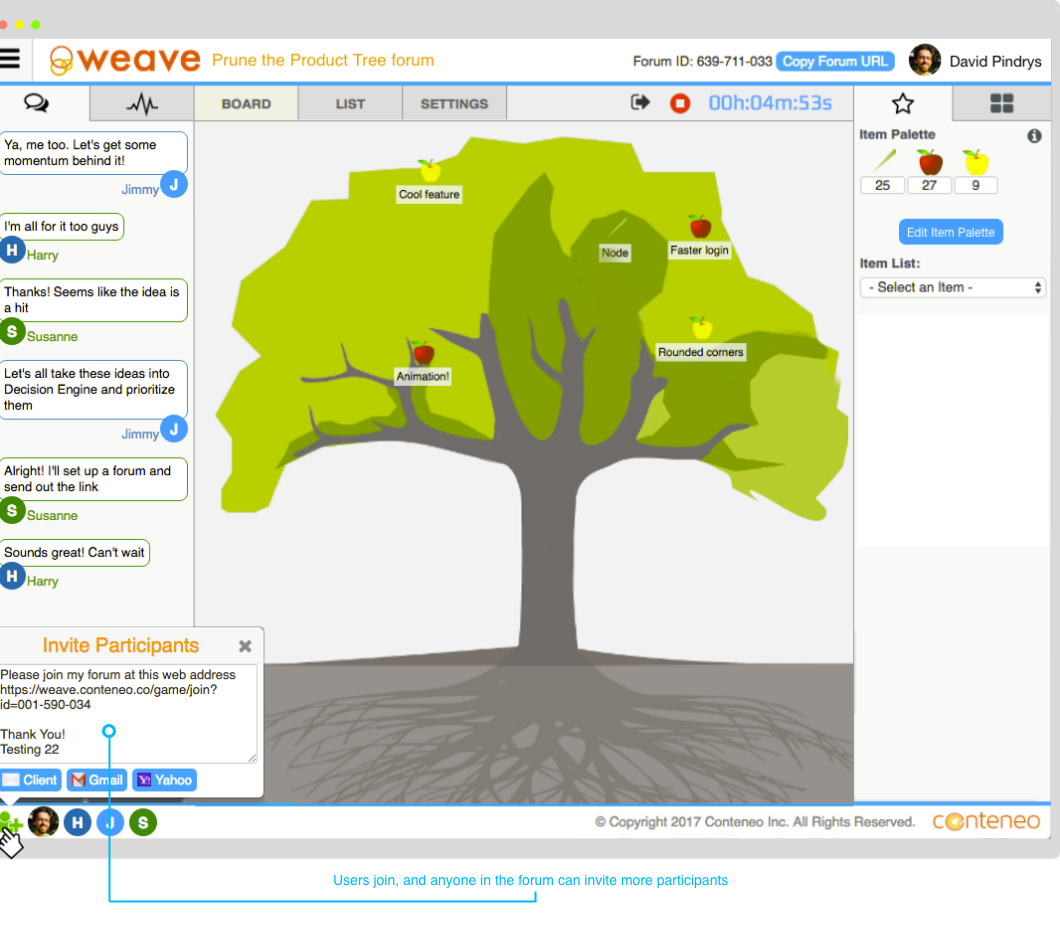 weave Prune the Product Tree forum
Forum ID: 639-711-033 Copy Forum URL
David Pindrys
BOARD
LIST
SETTINGS
00h:04m:53s
Ya, me too. Let's get some
momentum behind it!
Jimmy J
I'm all for it too guys
H Harry
Thanks! Seems like the idea is
a hit
S Susanne
Let's all take these ideas into
Decision Engine and prioritize
them
Jimmy J
Alright! I'll set up a forum and
send out the link
S Susanne
Sounds great! Can't wait
H Harry
Cool feature
Node
Faster login
Rounded corners
Animation!
Item Palette
25 27 9
Edit Item Palette
Item List:
- Select an Item -
Invite Participants
Please join my forum at this web address
https://weave.conteneo.co/game/join?
id=001-590-034
Thank You!
Testing 22
Client Gmail Yahoo
H J S
© Copyright 2017 Conteneo Inc. All Rights Reserved. conteneo
Users join, and anyone in the forum can invite more participants